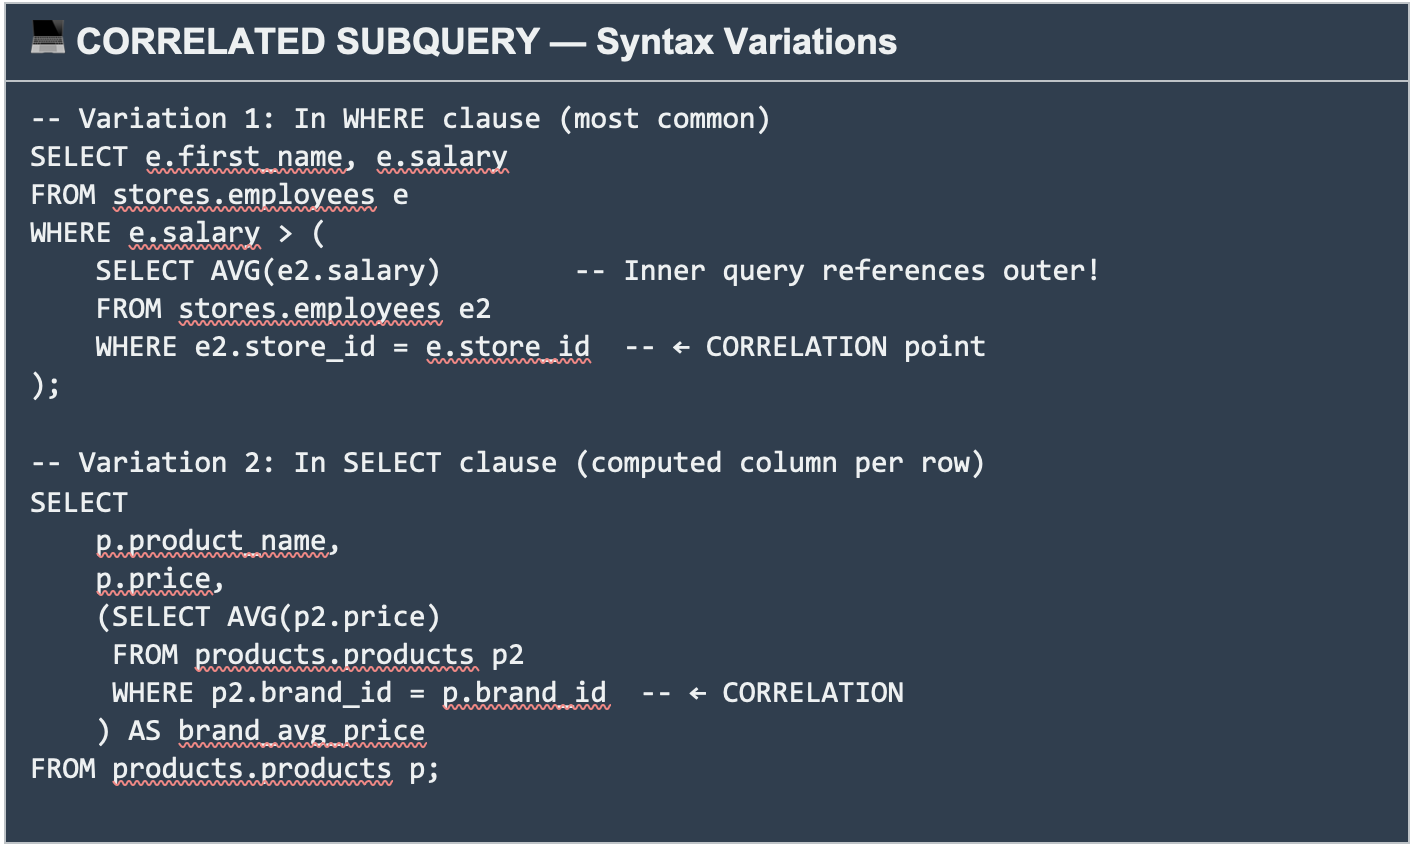 CORRELATED SUBQUERY — Syntax Variations
-- Variation 1: In WHERE clause (most common)
SELECT e.first_name, e.salary
FROM stores.employees e
WHERE e.salary > (
    SELECT AVG(e2.salary)        -- Inner query references outer!
    FROM stores.employees e2
    WHERE e2.store_id = e.store_id  -- ← CORRELATION point
);

-- Variation 2: In SELECT clause (computed column per row)
SELECT
    p.product_name,
    p.price,
    (SELECT AVG(p2.price)
     FROM products.products p2
     WHERE p2.brand_id = p.brand_id  -- ← CORRELATION
    ) AS brand_avg_price
FROM products.products p;